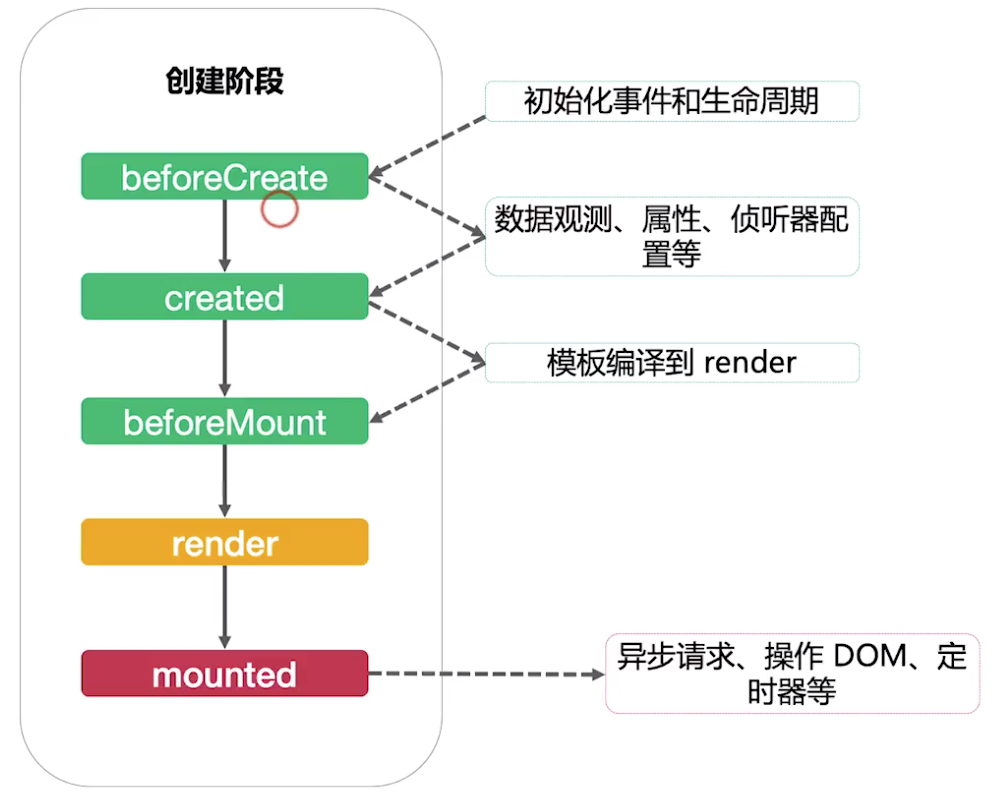 创建阶段
初始化事件和生命周期
beforeCreate
数据观测、属性、侦听器配
置等
created
模板编译到 render
beforeMount
render
mounted
异步请求、操作 DOM、定
时器等